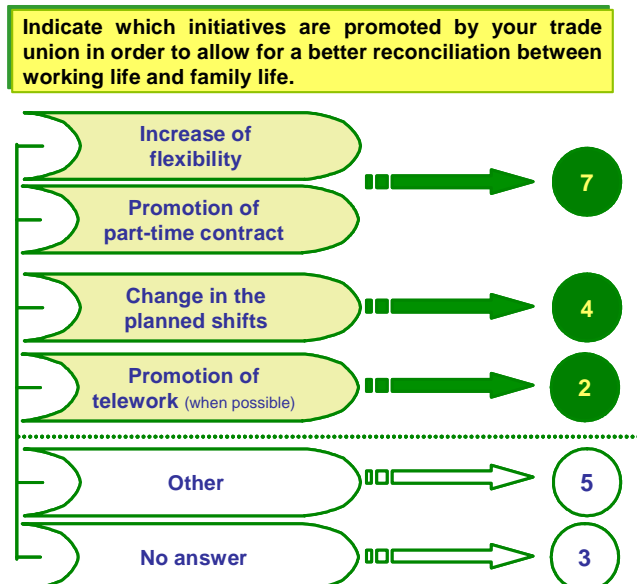 Indicate which initiatives are promoted by your trade
union in order to allow for a better reconciliation between
working life and family life.
Increase of
flexibility
7
Promotion of
part-time contract
Change in the
planned shifts
4
Promotion of
telework (when possible)
2
Other
5
No answer
3